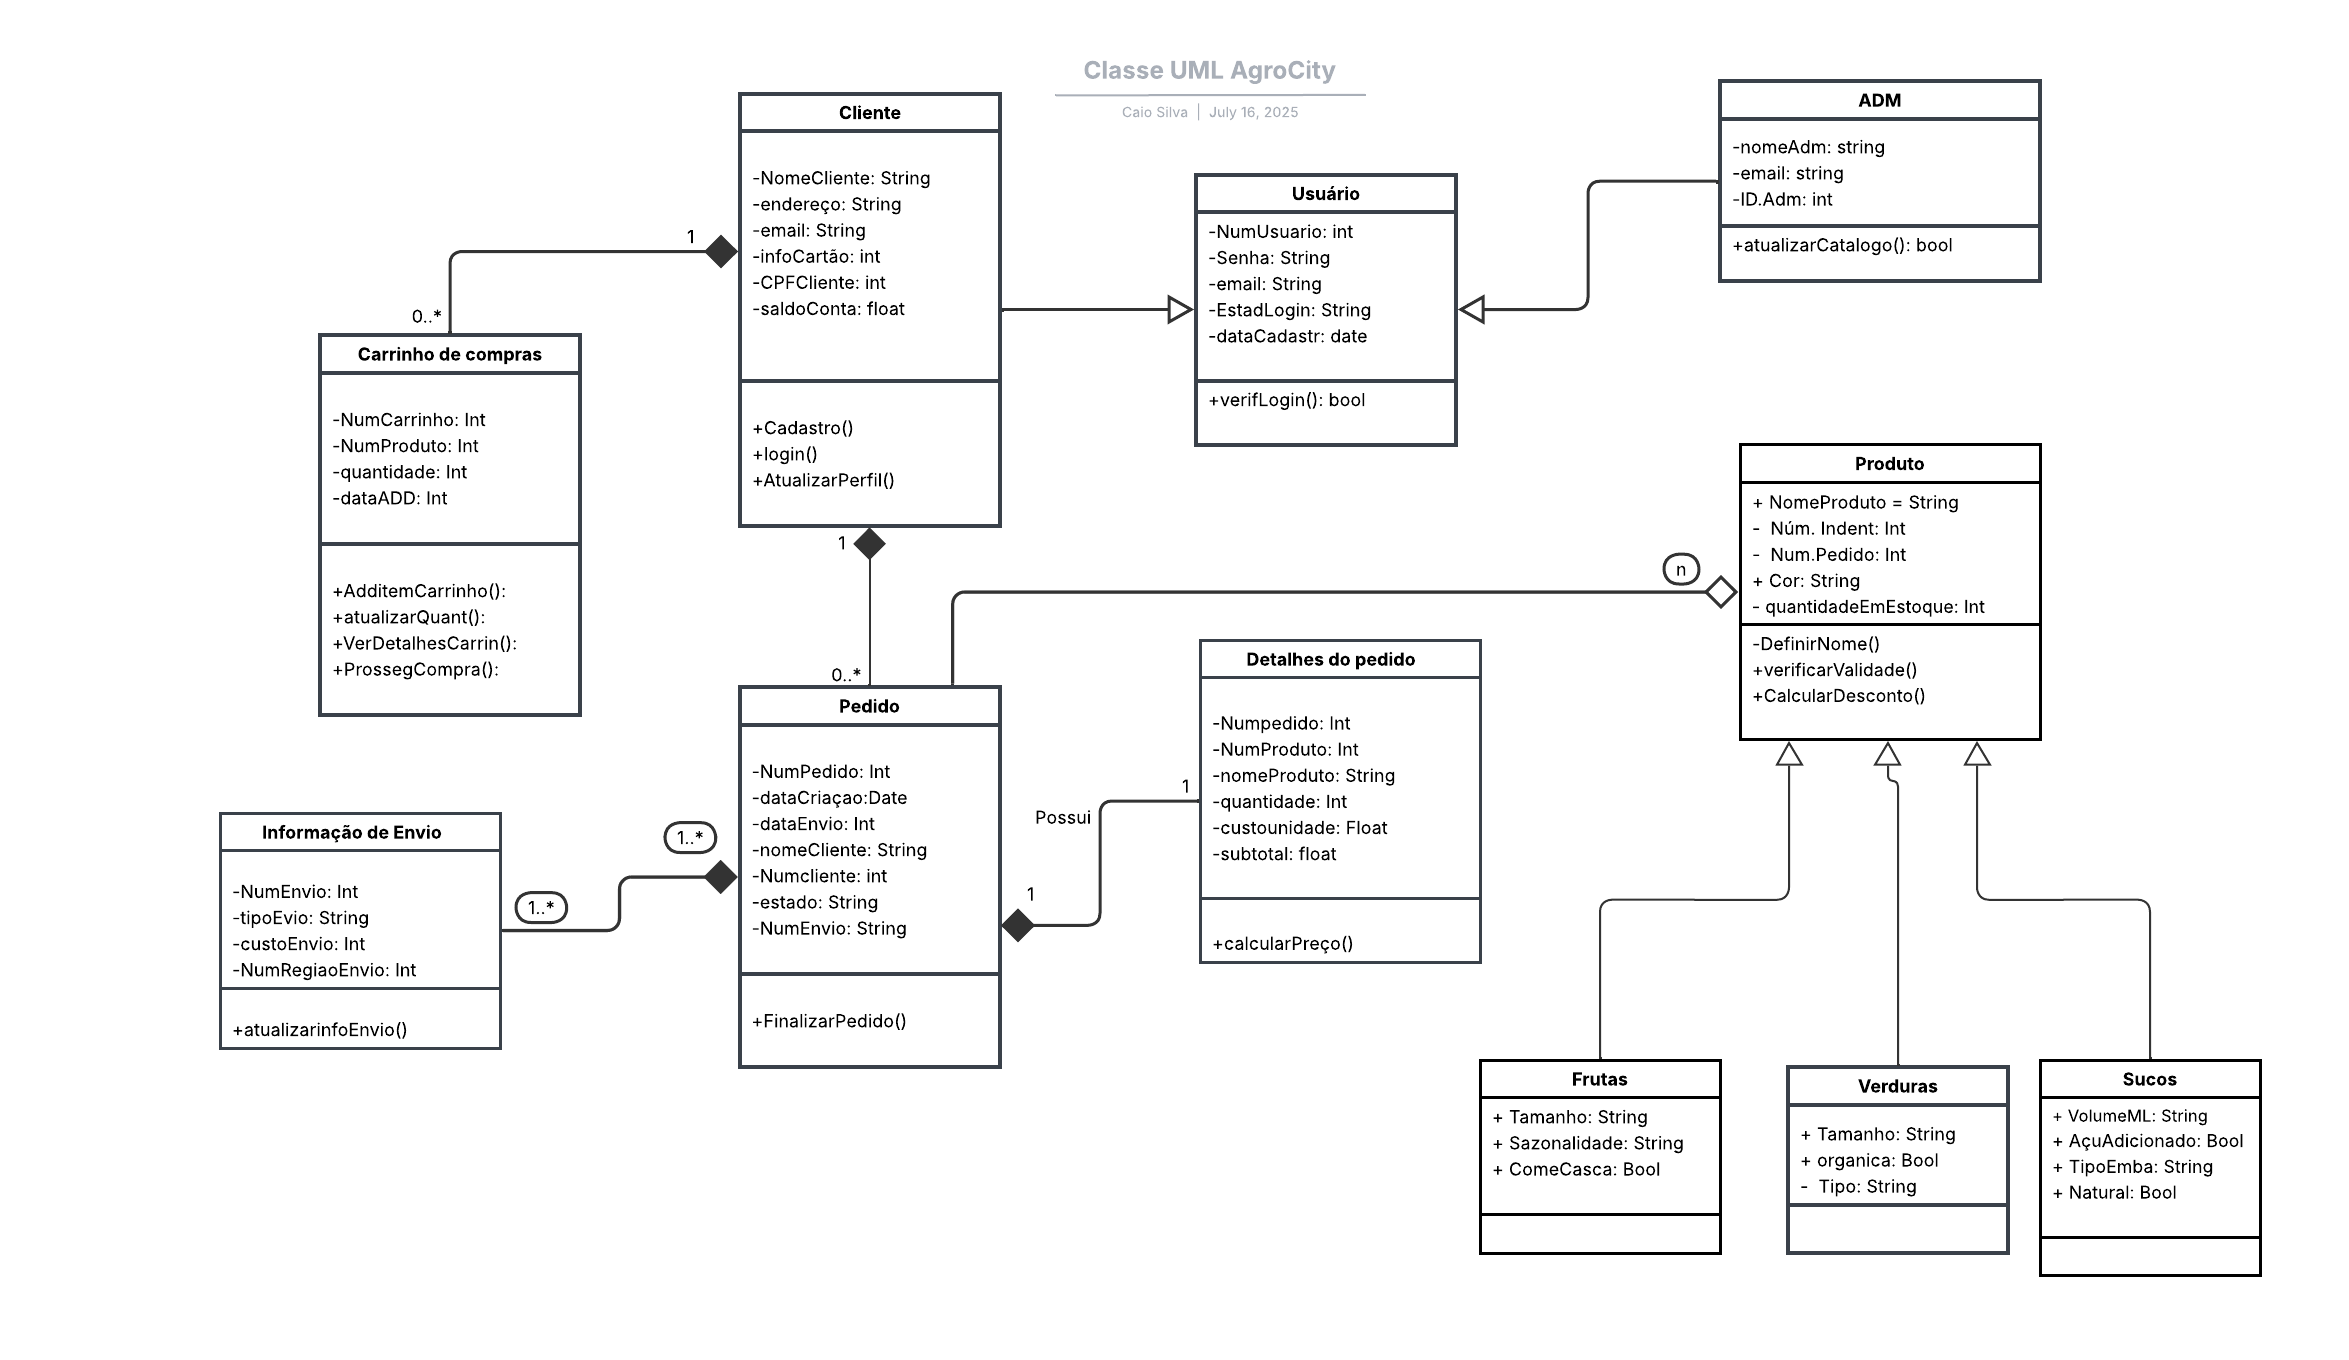 Classe UML AgroCity
Caio Silva | July 16, 2025
Cliente
-NomeCliente: String
-endereço: String
-email: String
-infoCartão: int
-CPFCliente: int
-saldoConta: float
+Cadastro()
+login()
+AtualizarPerfil()
1
0..*
Carrinho de compras
-NumCarrinho: Int
-NumProduto: Int
-quantidade: Int
-dataADD: Int
+AdditemCarrinho():
+atualizarQuant():
+VerDetalhesCarrin():
+ProssegCompra():
Usuário
-NumUsuario: int
-Senha: String
-email: String
-EstadLogin: String
-dataCadastr: date
+verifLogin(): bool
ADM
-nomeAdm: string
-email: string
-ID.Adm: int
+atualizarCatalogo(): bool
1
0..*
n
Produto
+ NomeProduto = String
- Núm. Indent: Int
- Num.Pedido: Int
+ Cor: String
- quantidadeEmEstoque: Int
-DefinirNome()
+verificarValidade()
+CalcularDesconto()
Pedido
-NumPedido: Int
-dataCriaçao:Date
-dataEnvio: Int
-nomeCliente: String
-Numcliente: int
-estado: String
-NumEnvio: String
+FinalizarPedido()
Detalhes do pedido
-Numpedido: Int
-NumProduto: Int
-nomeProduto: String
-quantidade: Int
-custounidade: Float
-subtotal: float
+calcularPreço()
1
Possui
1
Informação de Envio
-NumEnvio: Int
-tipoEvio: String
-custoEnvio: Int
-NumRegiaoEnvio: Int
+atualizarinfoEnvio()
1..*
1..*
Frutas
+ Tamanho: String
+ Sazonalidade: String
+ ComeCasca: Bool
Verduras
+ Tamanho: String
+ organica: Bool
- Tipo: String
Sucos
+ VolumeML: String
+ AçuAdicionado: Bool
+ TipoEmba: String
+ Natural: Bool